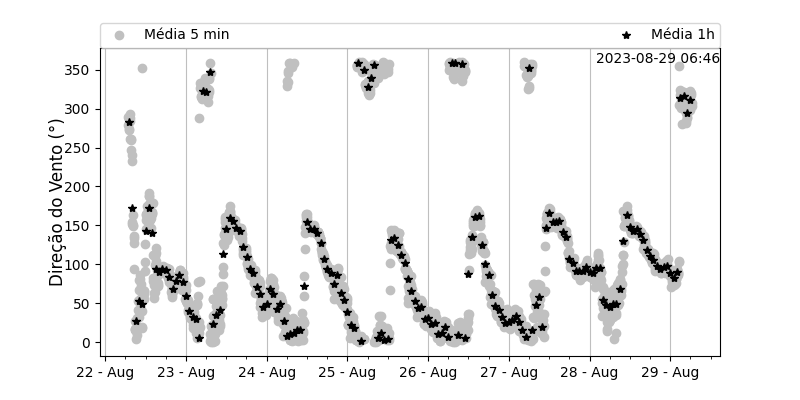 Média 5 min
Média 1h
2023-08-29 06:46
Direção do Vento (°)
350
300
250
200
150
100
50
0
22 - Aug
23 - Aug
24 - Aug
25 - Aug
26 - Aug
27 - Aug
28 - Aug
29 - Aug